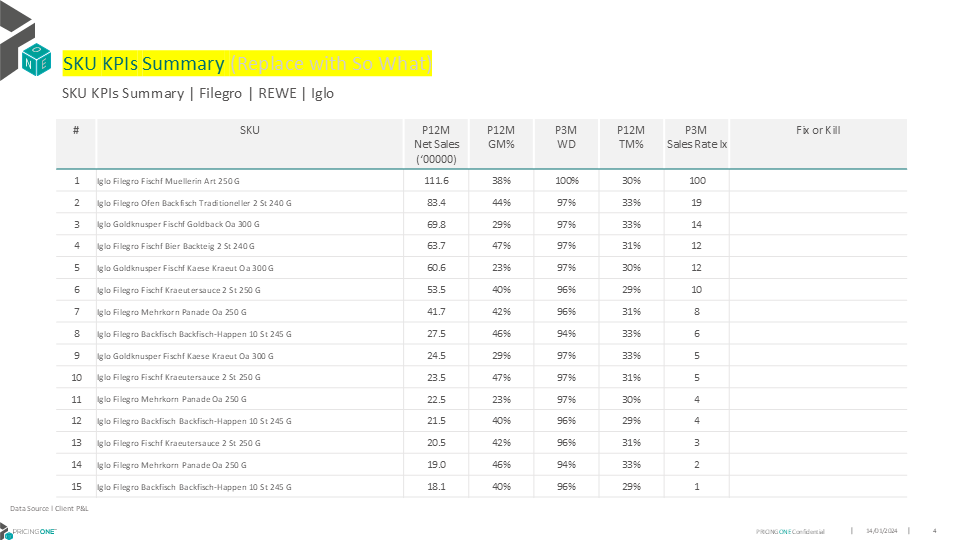 O
N E
SKU KPIs Summary (Replace with So What)
SKU KPIs Summary | Filegro | REWE | Iglo
# SKU P12M Net Sales ('00000) P12M GM% P3M WD P12M TM% P3M Sales Rate Ix Fix or Kill
1 Iglo Filegro Fischf Muellerin Art 250 G 111.6 38% 100% 30% 100
2 Iglo Filegro Ofen Backfisch Traditioneller 2 St 240 G 83.4 44% 97% 33% 19
3 Iglo Goldknusper Fischf Goldback Oa 300 G 69.8 29% 97% 33% 14
4 Iglo Filegro Fischf Bier Backteig 2 St 240 G 63.7 47% 97% 31% 12
5 Iglo Goldknusper Fischf Kaese Kraeut Oa 300 G 60.6 23% 97% 30% 12
6 Iglo Filegro Fischf Kraeutersauce 2 St 250 G 53.5 40% 96% 29% 10
7 Iglo Filegro Mehrkorn Panade Oa 250 G 41.7 42% 96% 31% 8
8 Iglo Filegro Backfisch Backfisch-Happen 10 St 245 G 27.5 46% 94% 33% 6
9 Iglo Goldknusper Fischf Kaese Kraeut Oa 300 G 24.5 29% 97% 33% 5
10 Iglo Filegro Fischf Kraeutersauce 2 St 250 G 23.5 47% 97% 31% 5
11 Iglo Filegro Mehrkorn Panade Oa 250 G 22.5 23% 97% 30% 4
12 Iglo Filegro Backfisch Backfisch-Happen 10 St 245 G 21.5 40% 96% 29% 4
13 Iglo Filegro Fischf Kraeutersauce 2 St 250 G 20.5 42% 96% 31% 3
14 Iglo Filegro Mehrkorn Panade Oa 250 G 19.0 46% 94% 33% 2
15 Iglo Filegro Backfisch Backfisch-Happen 10 St 245 G 18.1 40% 96% 29% 1
Data Source | Client P&L
PRICINGONE™ PRICINGONE Confidential | 14/01/2024 | 4